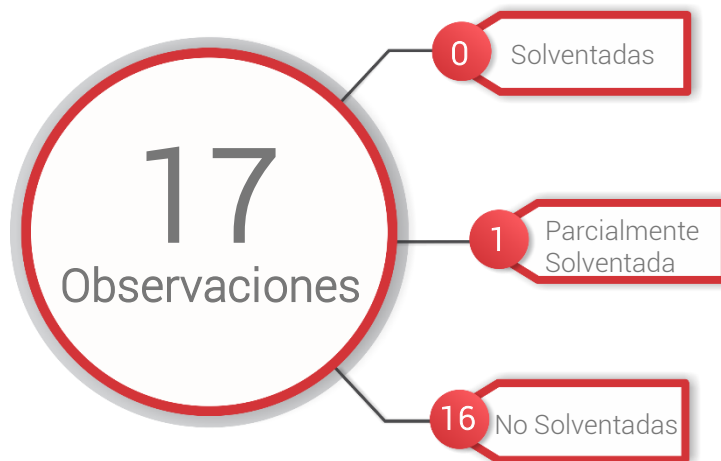 17
Observaciones
0
Solventadas
1
Parcialmente
Solventada
16
No Solventadas